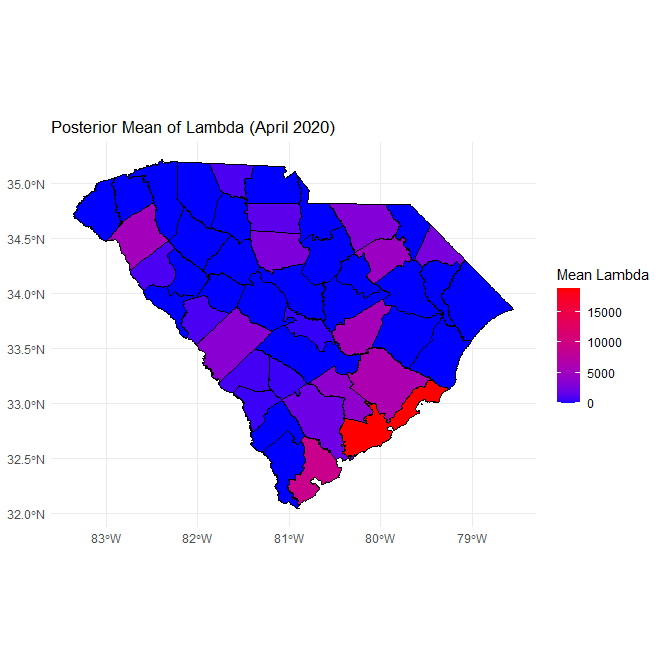 Posterior Mean of Lambda (April 2020)
35.0°N
34.5°N
34.0°N
33.5°N
33.0°N
32.5°N
32.0°N
83°W
82°W
81°W
80°W
79°W
Mean Lambda
15000
10000
5000
0